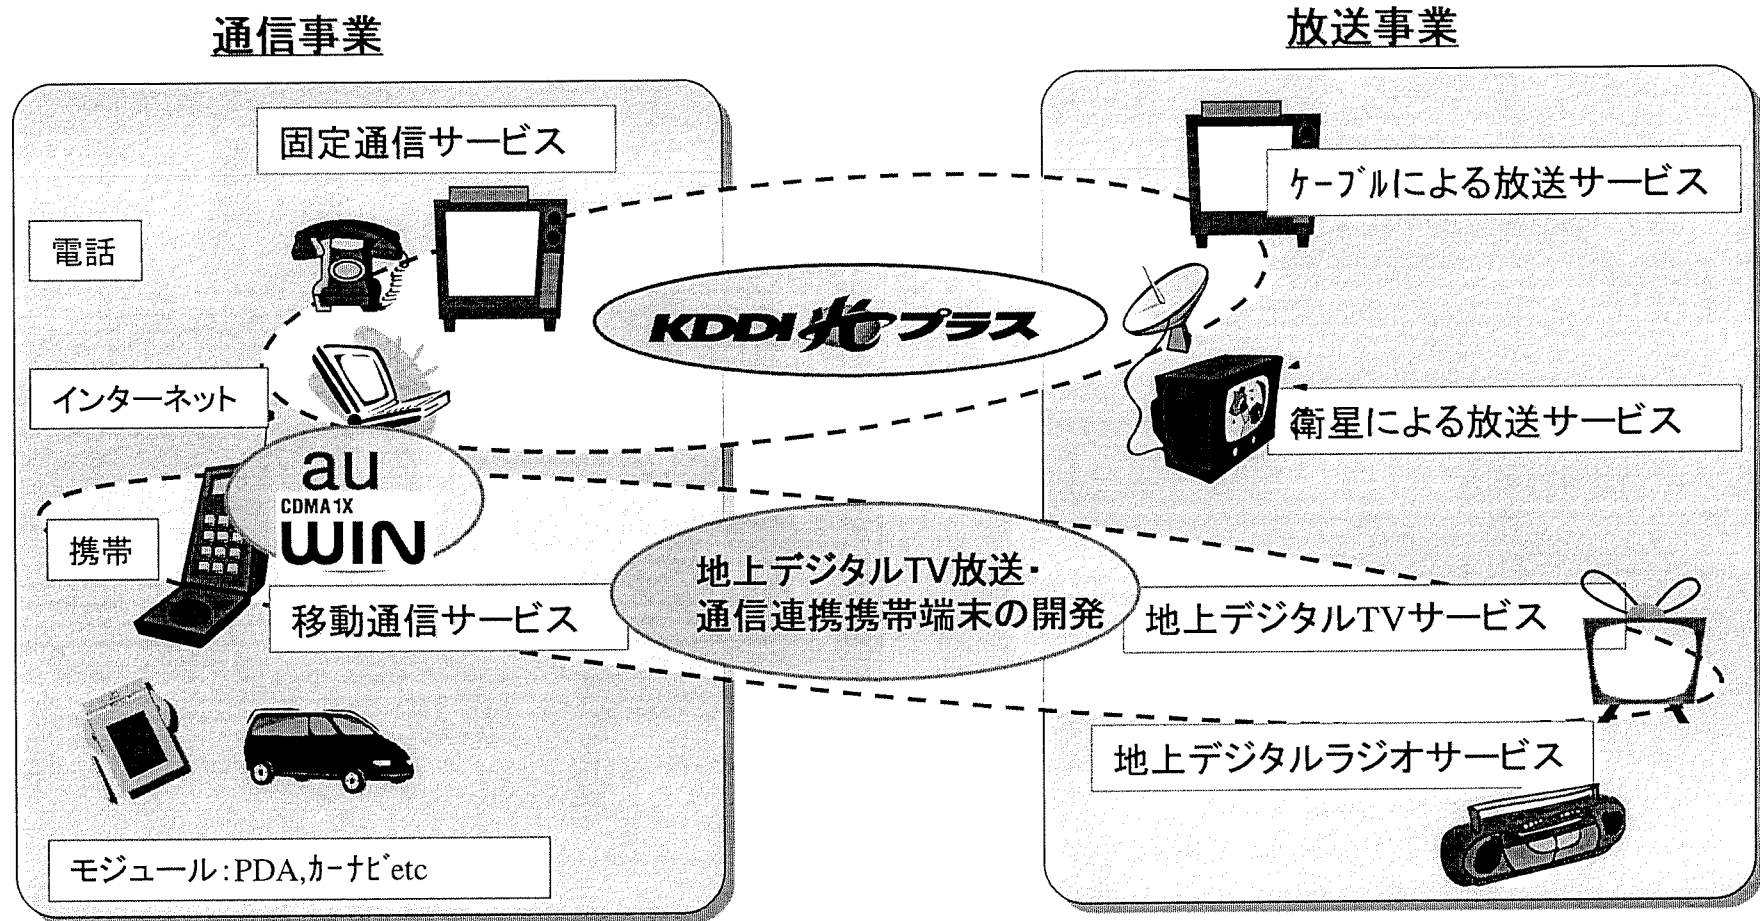 通信事業
放送事業
固定通信サービス
電話
インターネット
au
CDMA 1X
WIN
携帯
移動通信サービス
モジュール:PDA,ｶｰﾅﾋﾞetc
KDDI光プラス
地上デジタルTV放送・
通信連携携帯端末の開発
ｹｰﾌﾞﾙによる放送サービス
衛星による放送サービス
地上デジタルTVサービス
地上デジタルラジオサービス